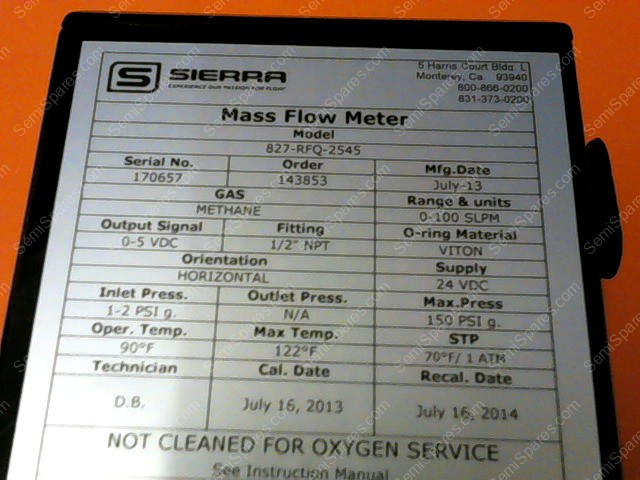 SIERRA
EXPERIENCE OUR PASSION FOR FLOW
5 Harris Court Bldg. L
Monterey, Ca. 93940
800-866-0200
831-373-0200
Mass Flow Meter
Model
827-RFQ-2545
Serial No. Order Mfg.Date
170657 143853 July-13
GAS Range & units
METHANE 0-100 SLPM
Output Signal Fitting O-ring Material
0-5 VDC 1/2" NPT VITON
Orientation Supply
HORIZONTAL 24 VDC
Inlet Press. Outlet Press. Max.Press
1-2 PSI g. N/A 150 PSI g.
Oper. Temp. Max Temp. STP
90°F 122°F 70°F/ 1 ATM
Technician Cal. Date Recal. Date
D.B. July 16, 2013 July 16, 2014
NOT CLEANED FOR OXYGEN SERVICE
See Instruction Manual
SemiSpares.com